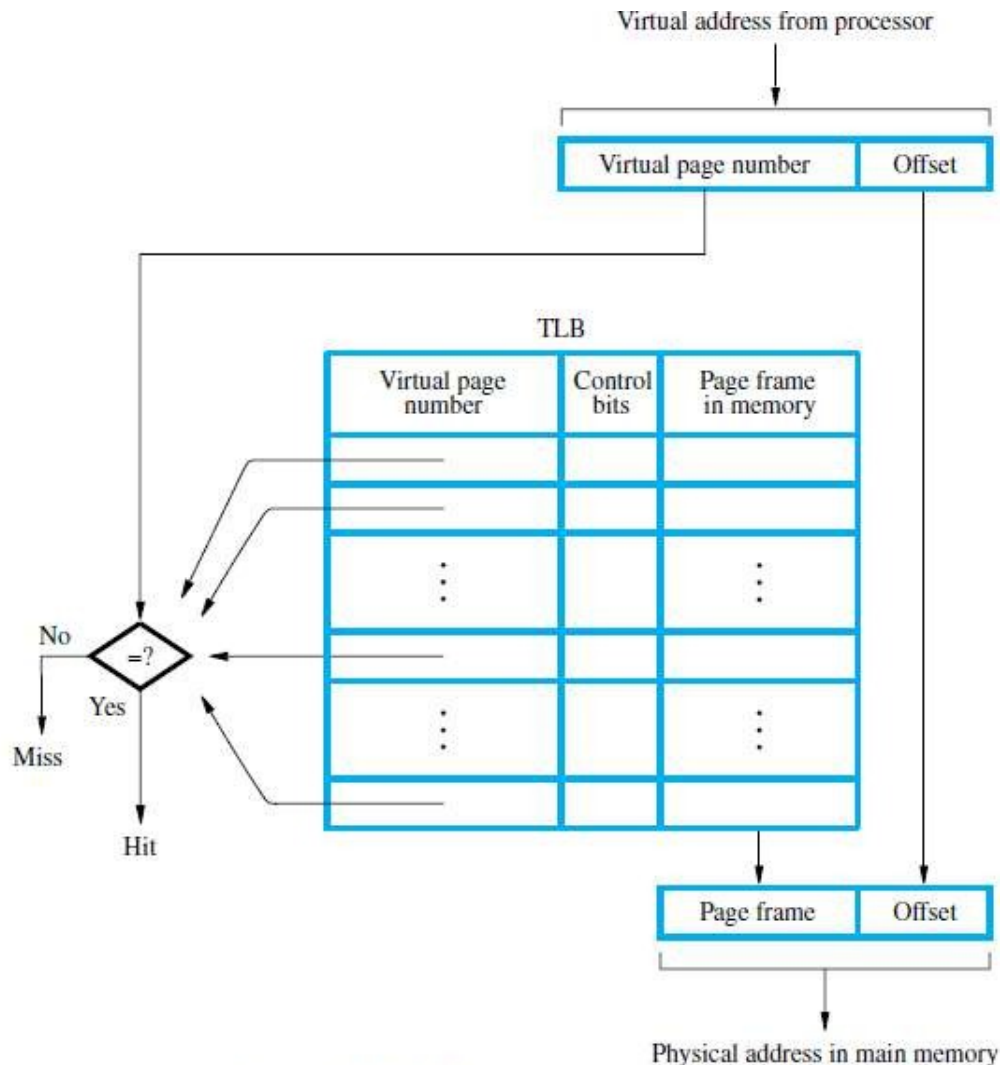 Virtual address from processor
Virtual page number
Offset
TLB
Virtual page
number
Control
bits
Page frame
in memory
No
=?
Yes
Miss
Hit
Page frame
Offset
Physical address in main memory